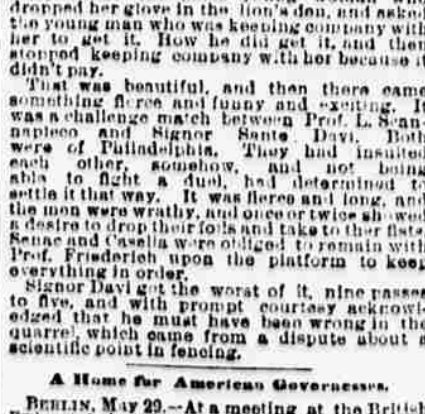 dropped her glove in the lion's den, and asked
the young man who was keeping company with
her to get it. How he did get it, and then
stopped keeping company with her because it
didn't pay.
That was beautiful, and then there came
something fierce and funny and exciting. It
was a challenge match between Prof. L. Scan-
napieco and Signor Sante Davi. Both
were of Philadelphia. They had insulted
each other, somehow, and not being
able to fight a duel, had determined to
settle it that way. It was fierce and long, and
the men were wrathy, and once or twice showed
a desire to drop their foils and take to ther fists.
Senac and Casella were obliged to remain with
Prof. Friederich upon the platform to keep
everything in order.
Signor Davi got the worst of it, nine passes
to five, and with prompt courtesy acknowl-
edged that he must have been wrong in the
quarrel, which came from a dispute about a
scientific point in fencing.
A Home for American Governesses.
BERLIN, May 29.—At a meeting at the British